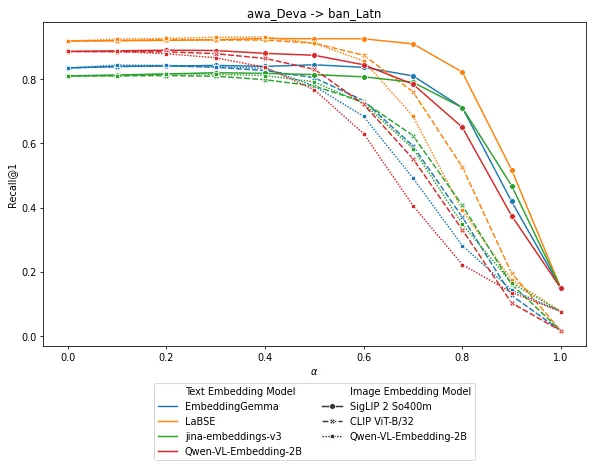 awa_Deva -> ban_Latn
Recall@1
0.8
0.6
0.4
0.2
0.0
0.0 0.2 0.4 0.6 0.8 1.0
α
Text Embedding Model
EmbeddingGemma
LaBSE
jina-embeddings-v3
Qwen-VL-Embedding-2B
Image Embedding Model
SigLIP 2 So400m
CLIP ViT-B/32
Qwen-VL-Embedding-2B